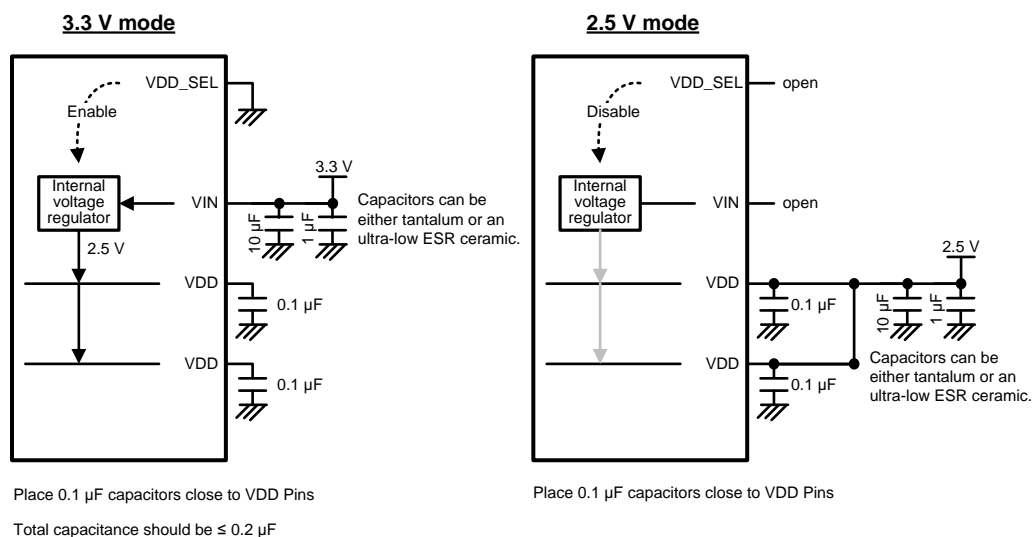 3.3 V mode
VDD_SEL
Enable
Internal
voltage
regulator
VIN
3.3 V
10 µF
1 µF
Capacitors can be
either tantalum or an
ultra-low ESR ceramic.
2.5 V
VDD
0.1 µF
VDD
0.1 µF
Place 0.1 µF capacitors close to VDD Pins
Total capacitance should be ≤ 0.2 µF
2.5 V mode
VDD_SEL
open
Disable
Internal
voltage
regulator
VIN
open
2.5 V
VDD
0.1 µF
10 µF
1 µF
VDD
0.1 µF
Capacitors can be
either tantalum or an
ultra-low ESR ceramic.
Place 0.1 µF capacitors close to VDD Pins